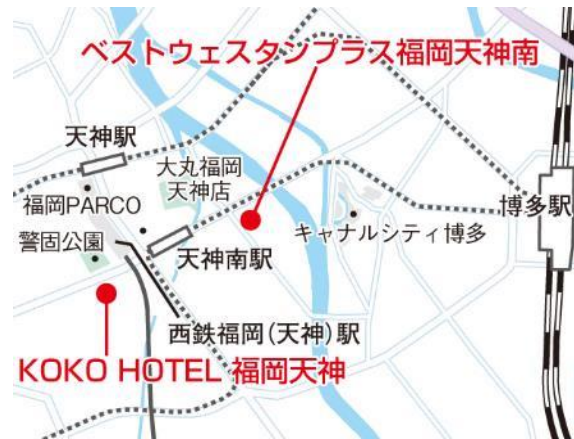 ベストウェスタンプラス福岡天神南
天神駅
大丸福岡
天神店
福岡PARCO
博多駅
キャナルシティ博多
警固公園
天神南駅
西鉄福岡(天神)駅
KOKO HOTEL 福岡天神